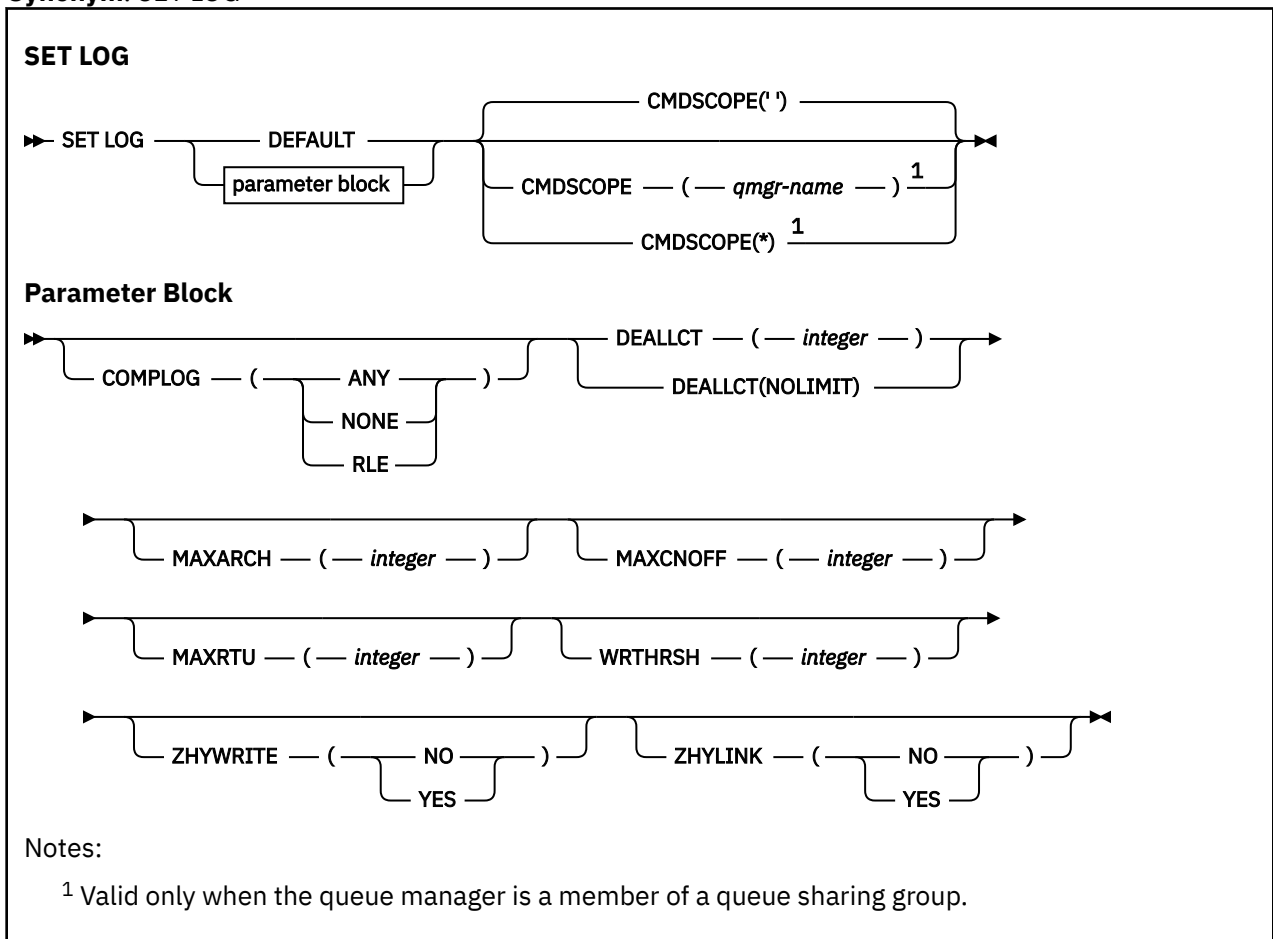 Synonym: SET LOG
SET LOG
CMDSCOPE(' ')
SET LOG DEFAULT
parameter block
CMDSCOPE ( qmgr-name ) 1
CMDSCOPE(*) 1
Parameter Block
DEALLCT ( integer )
COMPLOG ( ANY )
DEALLCT(NOLIMIT)
NONE
RLE
MAXARCH ( integer ) MAXCNOFF ( integer )
MAXRTU ( integer ) WRTHRSH ( integer )
ZHYWRITE ( NO ) ZHYLINK ( NO )
YES YES
Notes:
1 Valid only when the queue manager is a member of a queue sharing group.